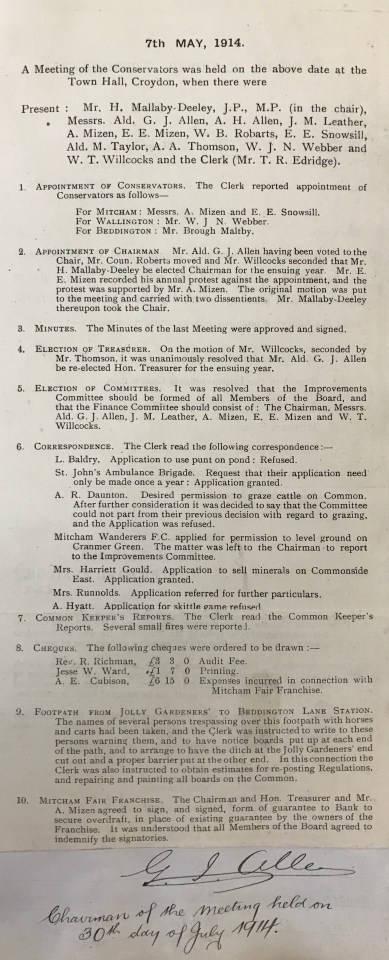 7th MAY, 1914.
A Meeting of the Conservators was held on the above date at the
Town Hall, Croydon, when there were
Present : Mr. H. Mallaby-Deeley, J.P., M.P. (in the chair),
Messrs. Ald. G. J. Allen, A. H. Allen, J. M. Leather,
A. Mizen, E. E. Mizen, W. B. Robarts, E. E. Snowsill,
Ald. M. Taylor, A. A. Thomson, W. J. N. Webber and
W. T. Willcocks and the Clerk (Mr. T. R. Edridge).
1. APPOINTMENT OF CONSERVATORS. The Clerk reported appointment of
Conservators as follows—
For MITCHAM: Messrs. A. Mizen and E. E. Snowsill.
For WALLINGTON: Mr. W. J N. Webber.
For BEDDINGTON: Mr. Brough Maltby.
2. APPOINTMENT OF CHAIRMAN Mr. Ald. G. J. Allen having been voted to the
Chair, Mr. Coun. Robarts moved and Mr. Willcocks seconded that Mr.
H. Mallaby-Deeley be elected Chairman for the ensuing year. Mr. E.
E. Mizen recorded his annual protest against the appointment, and the
protest was supported by Mr. A. Mizen. The original motion was put
to the meeting and carried with two dissentients. Mr. Mallaby-Deeley
thereupon took the Chair.
3. MINUTES. The Minutes of the last Meeting were approved and signed.
4. ELECTION OF TREASURER. On the motion of Mr. Willcocks, seconded by
Mr. Thomson, it was unanimously resolved that Mr. Ald. G. J. Allen
be re-elected Hon. Treasurer for the ensuing year.
5. ELECTION OF COMMITTEES. It was resolved that the Improvements
Committee should be formed of all Members of the Board, and
that the Finance Committee should consist of : The Chairman, Messrs.
Ald. G. J. Allen, J. M. Leather, A. Mizen, E. E. Mizen and W. T.
Willcocks.
6. CORRESPONDENCE. The Clerk read the following correspondence :—
L. Baldry. Application to use punt on pond : Refused.
St. John's Ambulance Brigade. Request that their application need
only be made once a year : Application granted.
A. R. Daunton. Desired permission to graze cattle on Common.
After further consideration it was decided to say that the Committee
could not part from their previous decision with regard to grazing,
and the Application was refused.
Mitcham Wanderers F.C. applied for permission to level ground on
Cranmer Green. The matter was left to the Chairman to report
to the Improvements Committee.
Mrs. Harriett Gould. Application to sell minerals on Commonside
East. Application granted.
Mrs. Runnolds. Application referred for further particulars.
A. Hyatt. Application for skittle game refused
7. COMMON KEEPER'S REPORTS. The Clerk read the Common Keeper's
Reports. Several small fires were reported.
8. CHEQUES. The following cheques were ordered to be drawn :—
Rev. R. Richman, £3 3 0 Audit Fee.
Jesse W. Ward, £1 7 0 Printing.
A. E. Cubison, £6 15 0 Expenses incurred in connection with
Mitcham Fair Franchise.
9. FOOTPATH FROM JOLLY GARDENERS' TO BEDDINGTON LANE STATION.
The names of several persons trespassing over this footpath with horses
and carts had been taken, and the Clerk was instructed to write to these
persons warning them, and to have notice boards put up at each end
of the path, and to arrange to have the ditch at the Jolly Gardeners' end
cut out and a proper barrier put at the other end. In this connection the
Clerk was also instructed to obtain estimates for re-posting Regulations,
and repairing and painting all boards on the Common.
10. MITCHAM FAIR FRANCHISE. The Chairman and Hon. Treasurer and Mr.
A. Mizen agreed to sign, and signed, form of guarantee to Bank to
secure overdraft, in place of existing guarantee by the owners of the
Franchise. It was understood that all Members of the Board agreed to
indemnify the signatories.
G. J. Allen
Chairman of the meeting held on
30th day of July 1914.